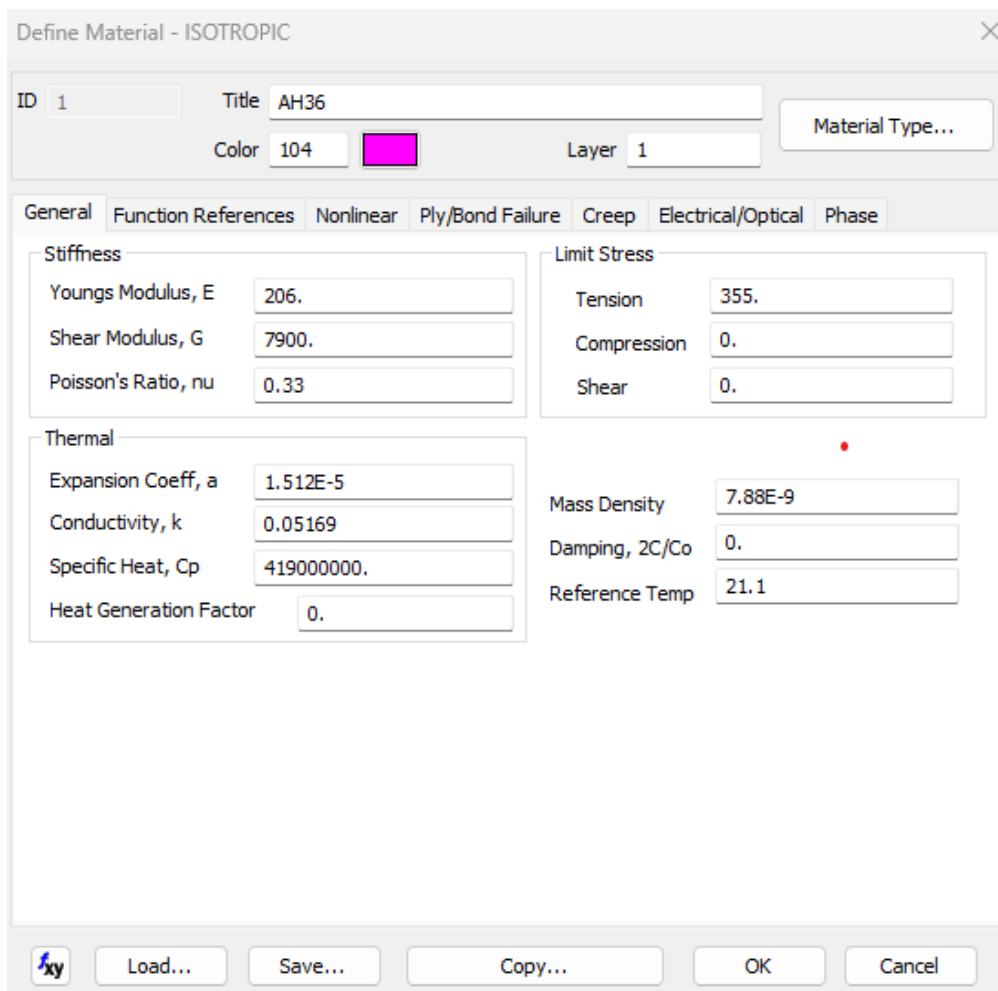 Define Material - ISOTROPIC
ID 1 Title AH36
Material Type...
Color 104 Layer 1
General Function References Nonlinear Ply/Bond Failure Creep Electrical/Optical Phase
Stiffness
Youngs Modulus, E 206.
Shear Modulus, G 7900.
Poisson's Ratio, nu 0.33
Limit Stress
Tension 355.
Compression 0.
Shear 0.
Thermal
Expansion Coeff, a 1.512E-5
Conductivity, k 0.05169
Specific Heat, Cp 419000000.
Heat Generation Factor 0.
Mass Density 7.88E-9
Damping, 2C/Co 0.
Reference Temp 21.1
fxy Load... Save... Copy... OK Cancel